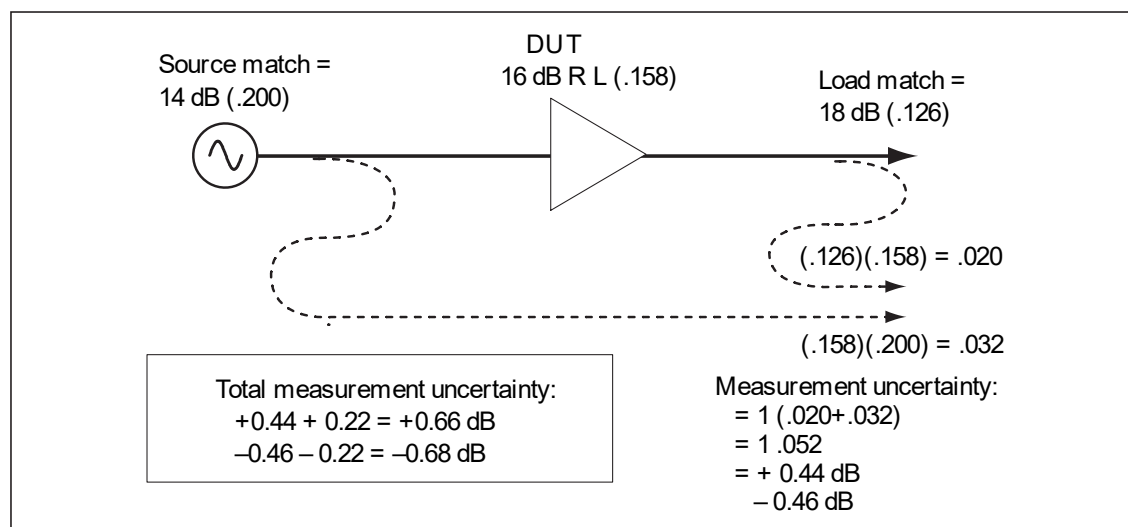 Source match =
14 dB (.200)
DUT
16 dB R L (.158)
Load match =
18 dB (.126)
(.126)(.158) = .020
(.158)(.200) = .032
Total measurement uncertainty:
+0.44 + 0.22 = +0.66 dB
–0.46 – 0.22 = –0.68 dB
Measurement uncertainty:
= 1 (.020+.032)
= 1 .052
= + 0.44 dB
– 0.46 dB